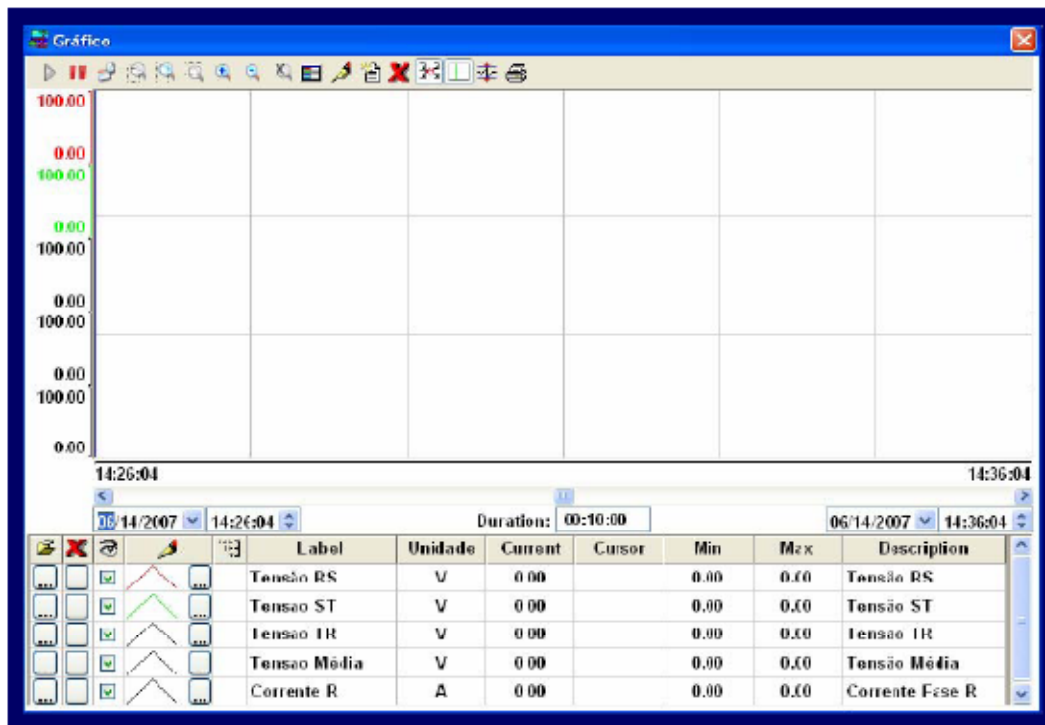 Gráfico
100.00
0.00
100.00
0.00
100.00
0.00
100.00
0.00
100.00
0.00
14:26:04 14:36:04
06/14/2007 14:26:04 Duration: 00:10:00 06/14/2007 14:36:04
Label Unidade Current Cursor Min Max Description
Tensão RS V 0.00 0.00 0.00 Tensão RS
Tensao ST V 0.00 0.00 0.00 Tensão ST
Tensao TR V 0.00 0.00 0.00 Tensão TR
Tensao Média V 0.00 0.00 0.00 Tensão Média
Corrente R A 0.00 0.00 0.00 Corrente Fase R